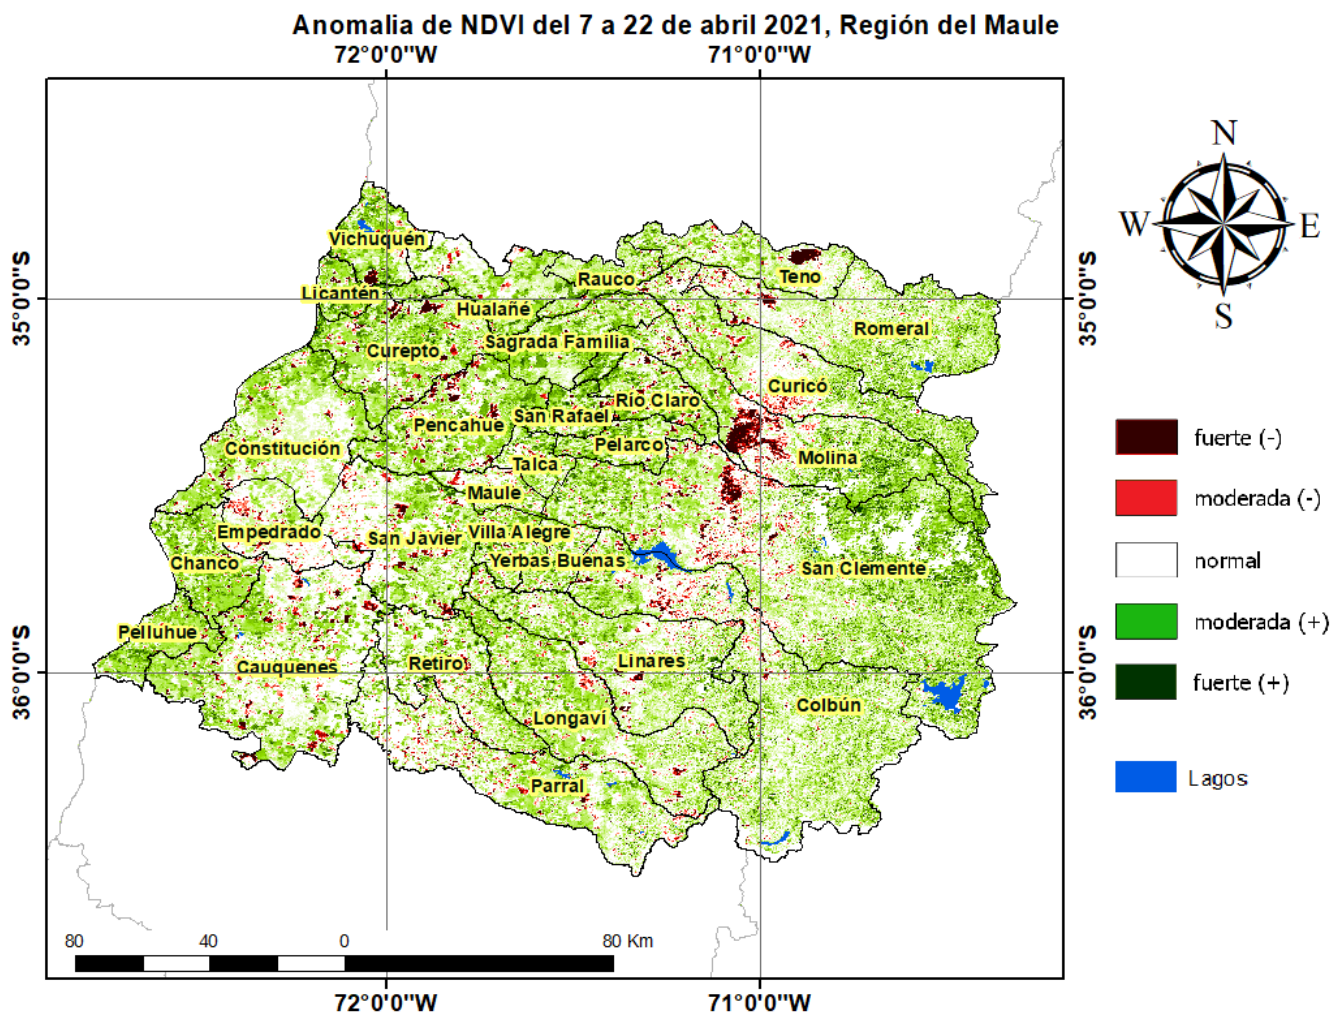 Anomalia de NDVI del 7 a 22 de abril 2021, Región del Maule
72°0'0"W
71°0'0"W
N
W
E
S
35°0'0"S
35°0'0"S
Vichuquén
Licantén
Hualañé
Rauco
Teno
Romeral
Curepto
Sagrada Familia
Curicó
Río Claro
San Rafael
Pencahue
Pelarco
Molina
Constitución
Talca
Maule
Empedrado
San Javier
Villa Alegre
Yerbas Buenas
San Clemente
Chanco
Pelluhue
Cauquenes
Retiro
Linares
Longaví
Colbún
Parral
36°0'0"S
36°0'0"S
fuerte (-)
moderada (-)
normal
moderada (+)
fuerte (+)
Lagos
80
40
0
80 Km
72°0'0"W
71°0'0"W